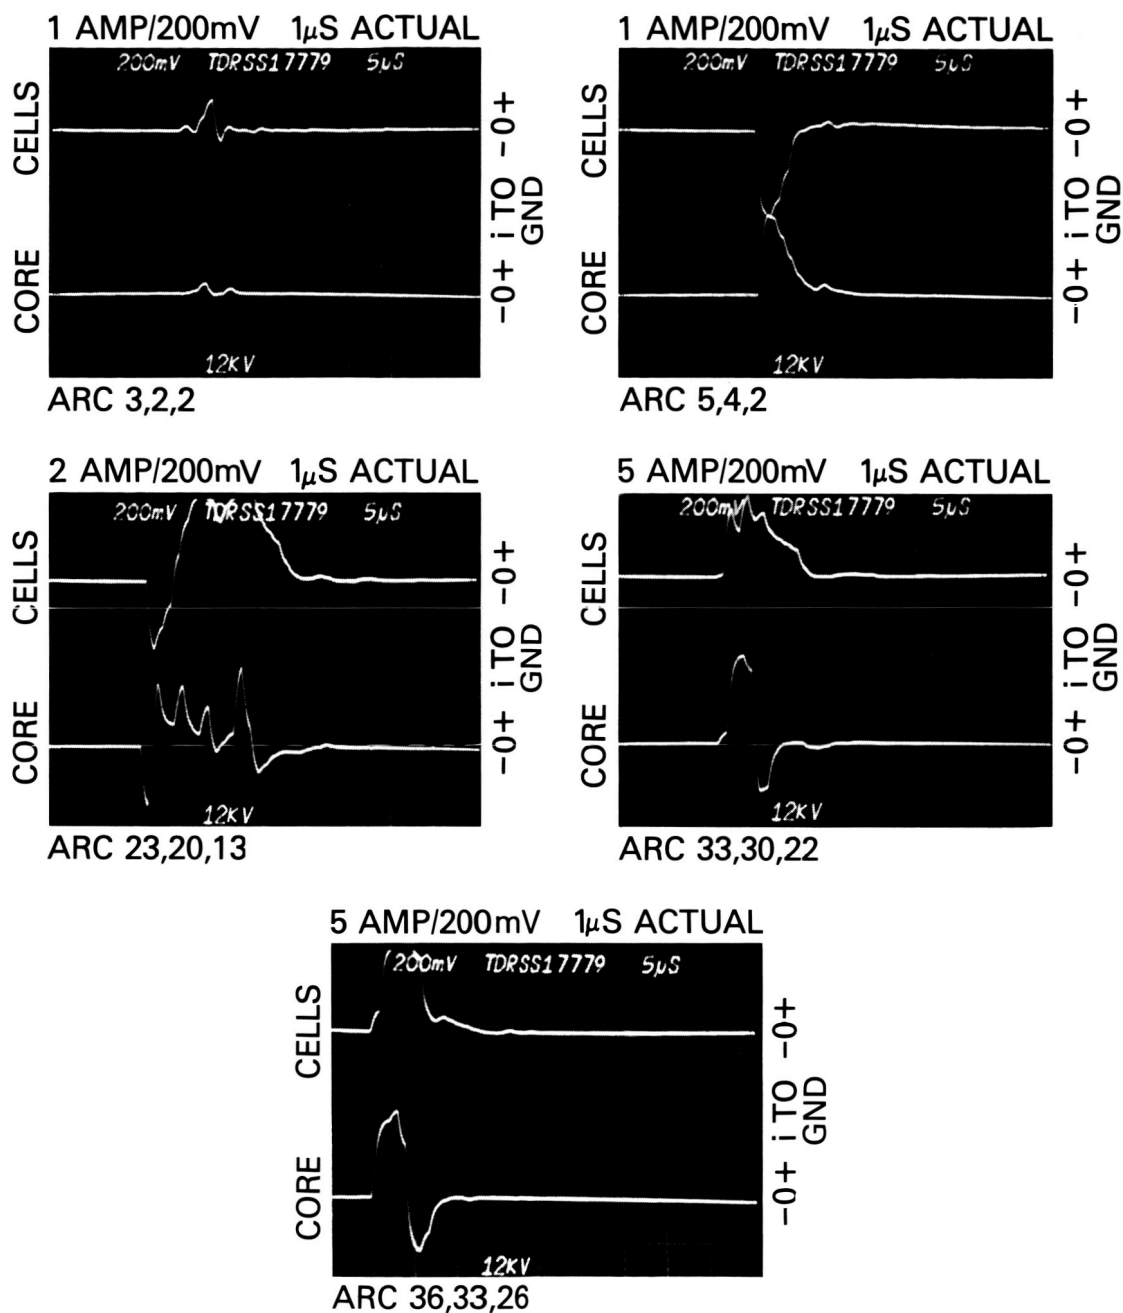 1 AMP/200mV 1μS ACTUAL
200mV TDRSS17779 5μS
CELLS
CORE
-0+
i TO GND
-0+
12KV
ARC 3,2,2
1 AMP/200mV 1μS ACTUAL
200mV TDRSS17779 5μS
CELLS
CORE
-0+
i TO GND
-0+
12KV
ARC 5,4,2
2 AMP/200mV 1μS ACTUAL
200mV TDRSS17779 5μS
CELLS
CORE
-0+
i TO GND
-0+
12KV
ARC 23,20,13
5 AMP/200mV 1μS ACTUAL
200mV TDRSS17779 5μS
CELLS
CORE
-0+
i TO GND
-0+
12KV
ARC 33,30,22
5 AMP/200mV 1μS ACTUAL
200mV TDRSS17779 5μS
CELLS
CORE
-0+
i TO GND
-0+
12KV
ARC 36,33,26